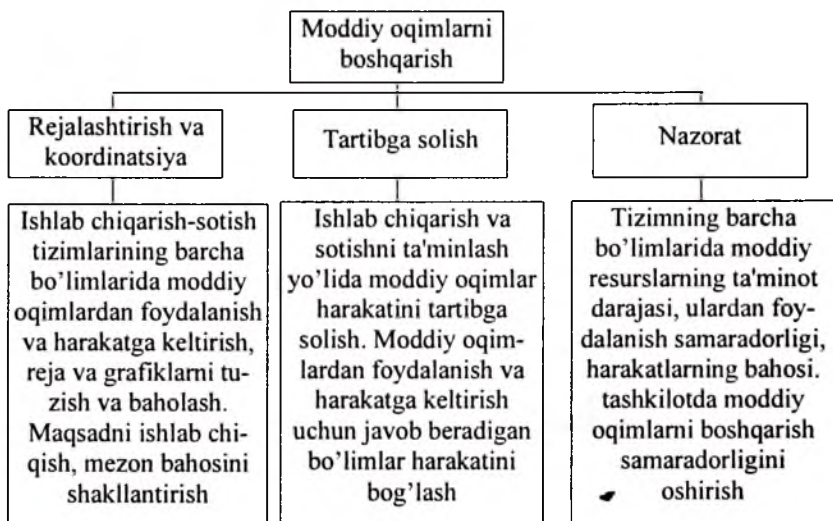 Moddiy oqimlarni
boshqarish
Rejalashtirish va
koordinatsiya
Tartibga solish
Nazorat
Ishlab chiqarish-sotish
tizimlarining barcha
bo’limlarida moddiy
oqimlardan foydalanish
va harakatga keltirish,
reja va grafiklarni tu-
zish va baholash.
Maqsadni ishlab chi-
qish, mezon bahosini
shakllantirish
Ishlab chiqarish va
sotishni ta'minlash
yo’lida moddiy oqimlar
harakatini tartibga
solish. Moddiy oqim-
lardan foydalanish va
harakatga keltirish
uchun javob beradigan
bo’limlar harakatini
bog’lash
Tizimning barcha
bo’limlarida moddiy
resurslarning ta'minot
darajasi, ulardan foy-
dalanish samaradorligi,
harakatlarning bahosi.
tashkilotda moddiy
oqimlarni boshqarish
samaradorligini
oshirish